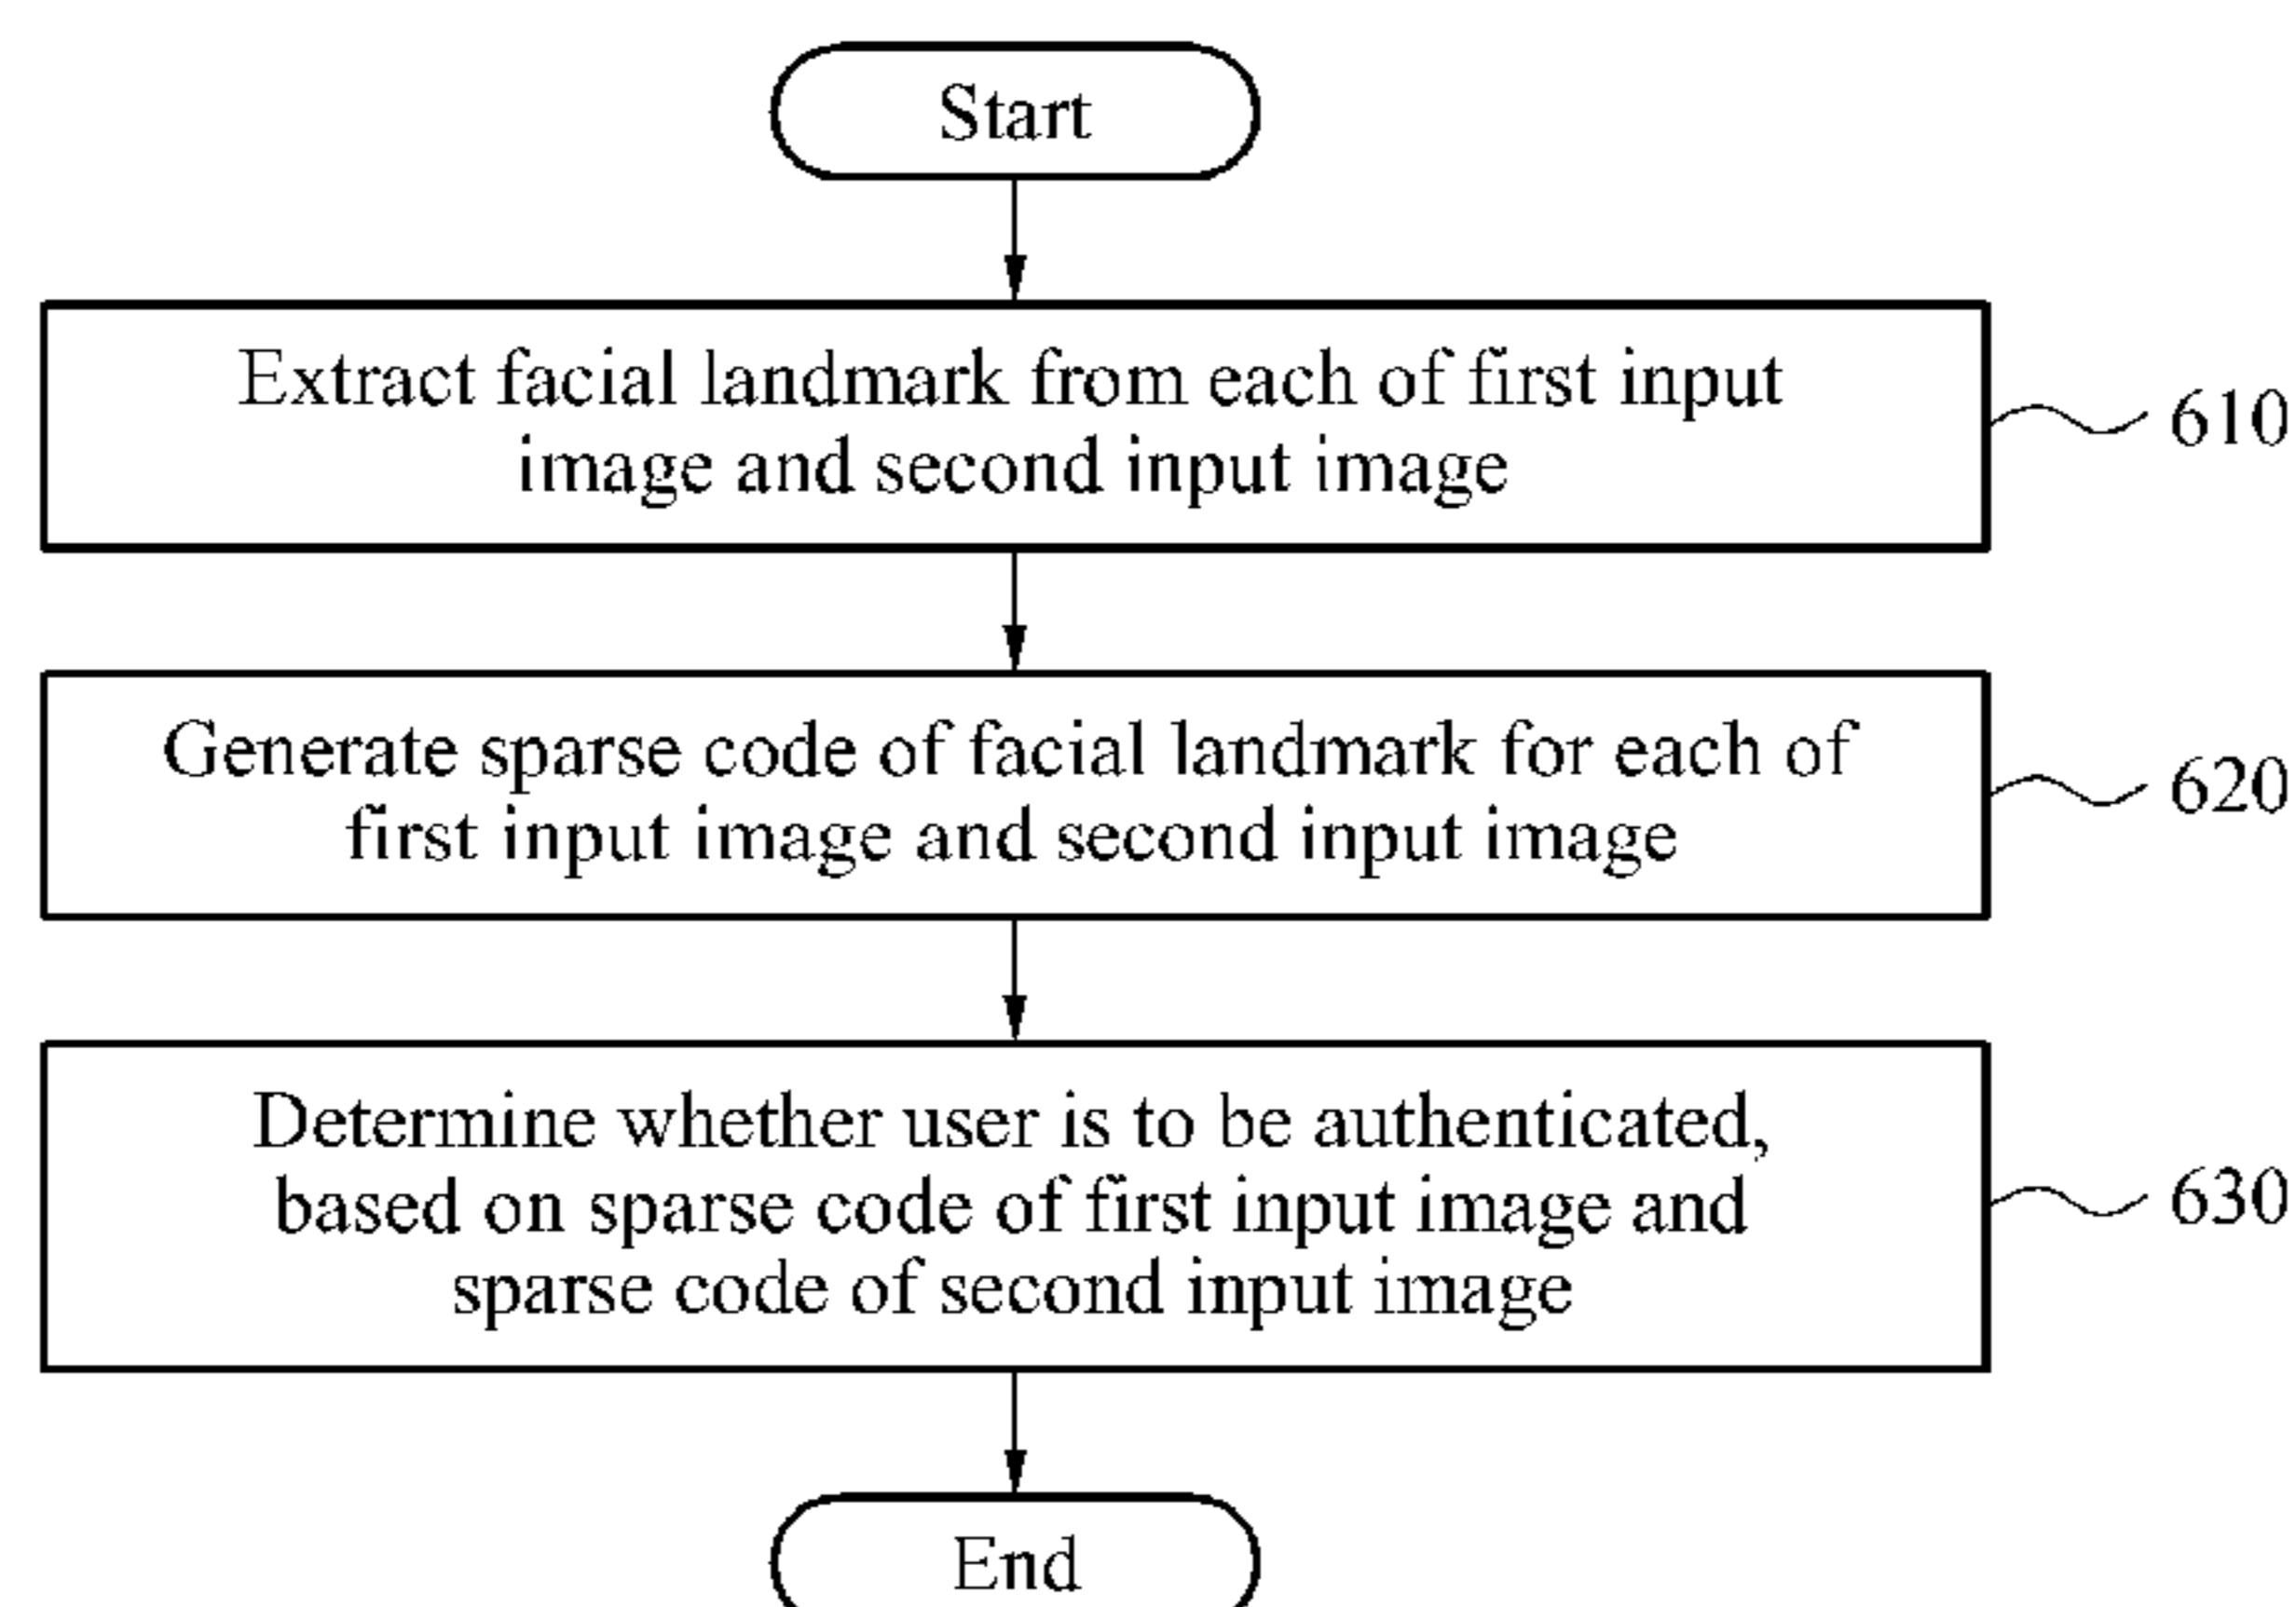 Start
Extract facial landmark from each of first input
image and second input image
610
Generate sparse code of facial landmark for each of
first input image and second input image
620
Determine whether user is to be authenticated,
based on sparse code of first input image and
sparse code of second input image
630
End